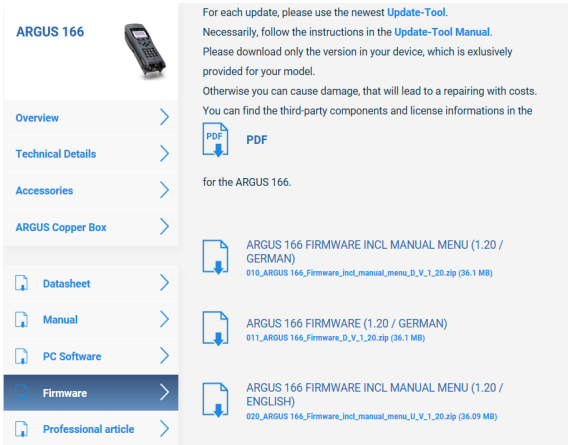 ARGUS 166
Overview
Technical Details
Accessories
ARGUS Copper Box
Datasheet
Manual
PC Software
Firmware
Professional article
For each update, please use the newest Update-Tool.
Necessarily, follow the instructions in the Update-Tool Manual.
Please download only the version in your device, which is exlusively
provided for your model.
Otherwise you can cause damage, that will lead to a repairing with costs.
You can find the third-party components and license informations in the
PDF
PDF
for the ARGUS 166.
ARGUS 166 FIRMWARE INCL MANUAL MENU (1.20 /
GERMAN)
010_ARGUS 166_Firmware_incl_manual_menu_D_V_1_20.zip (36.1 MB)
ARGUS 166 FIRMWARE (1.20 / GERMAN)
011_ARGUS 166_Firmware_D_V_1_20.zip (36.1 MB)
ARGUS 166 FIRMWARE INCL MANUAL MENU (1.20 /
ENGLISH)
020_ARGUS 166_Firmware_incl_manual_menu_U_V_1_20.zip (36.09 MB)